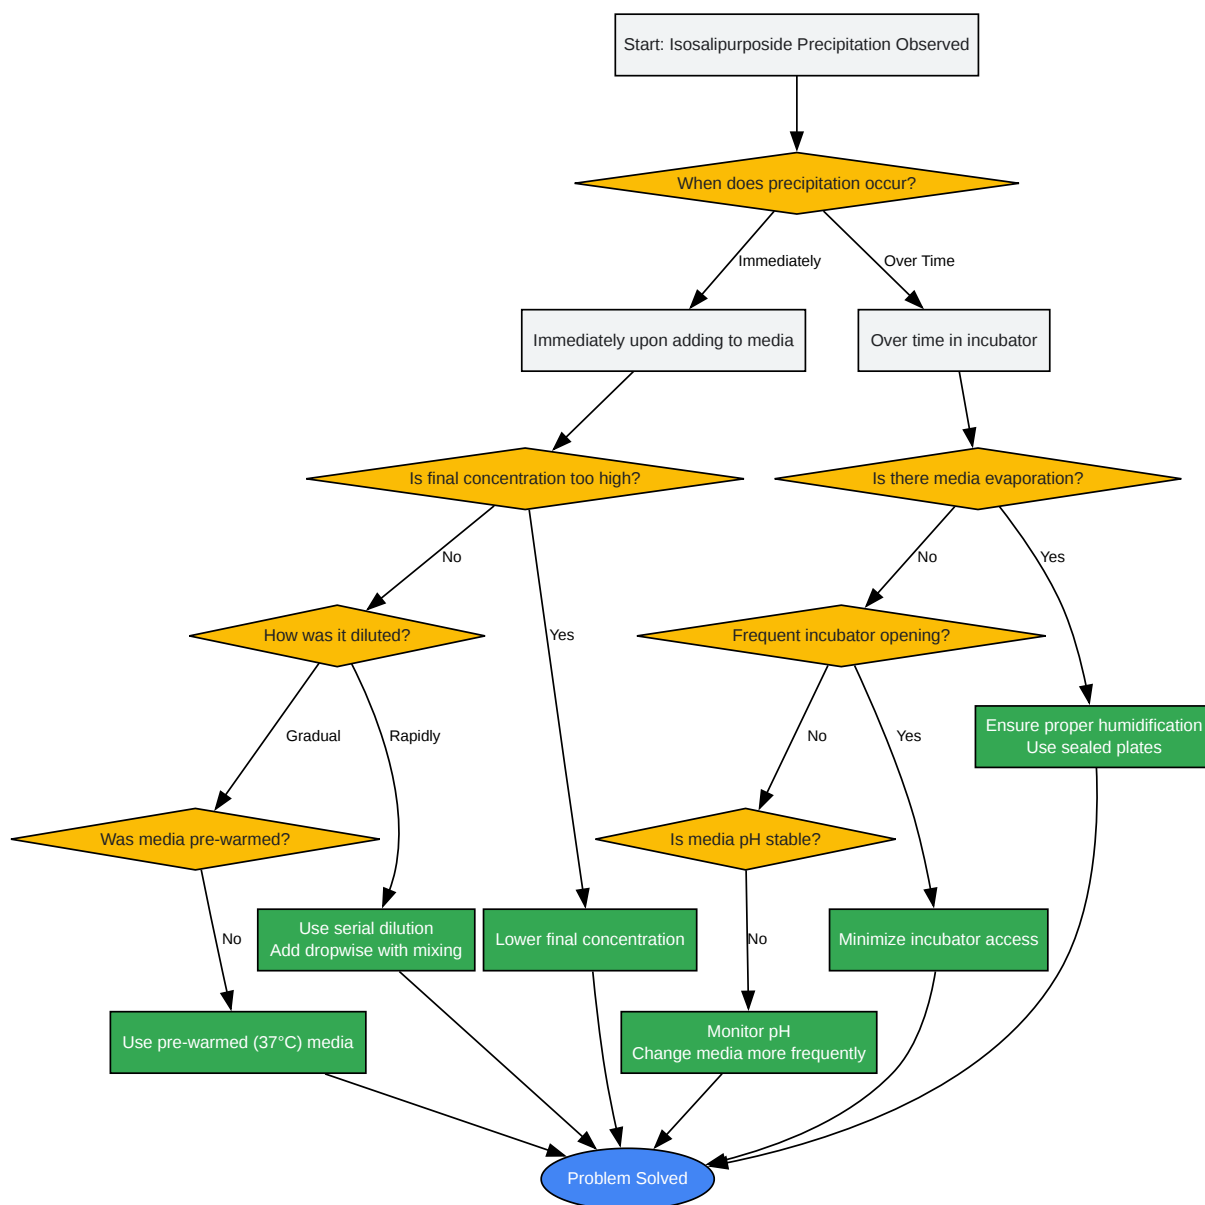 Start: Isosalipurposide Precipitation Observed
When does precipitation occur?
Immediately
Over Time
Immediately upon adding to media
Over time in incubator
Is final concentration too high?
Is there media evaporation?
No
No
Yes
How was it diluted?
Yes
Frequent incubator opening?
Gradual
Rapidly
No
Yes
Ensure proper humidification
Use sealed plates
Was media pre-warmed?
Is media pH stable?
No
Use serial dilution
Add dropwise with mixing
Lower final concentration
No
Minimize incubator access
Use pre-warmed (37°C) media
Monitor pH
Change media more frequently
Problem Solved